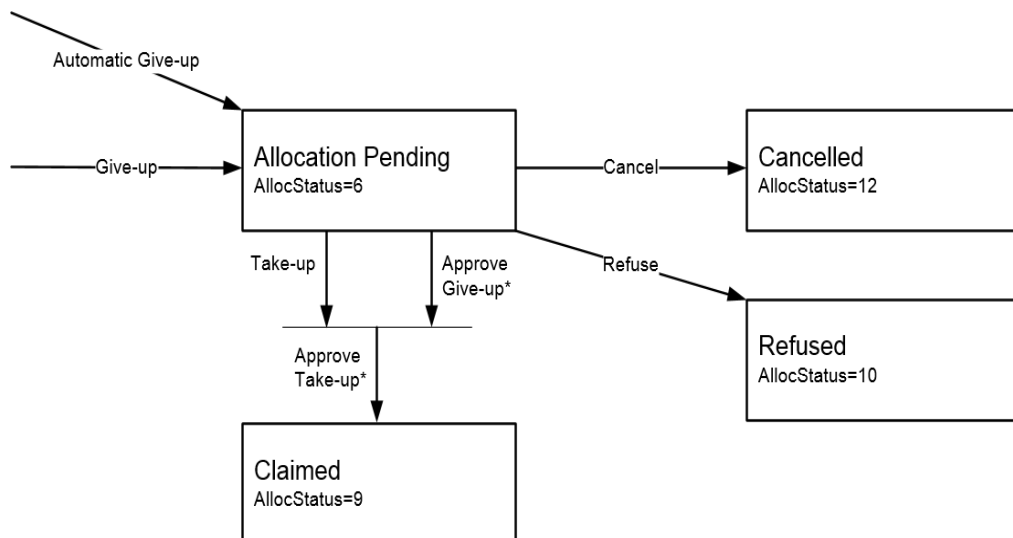 Automatic Give-up
Give-up
Allocation Pending
AllocStatus=6
Cancel
Cancelled
AllocStatus=12
Take-up
Approve
Give-up*
Refuse
Refused
AllocStatus=10
Approve
Take-up*
Claimed
AllocStatus=9